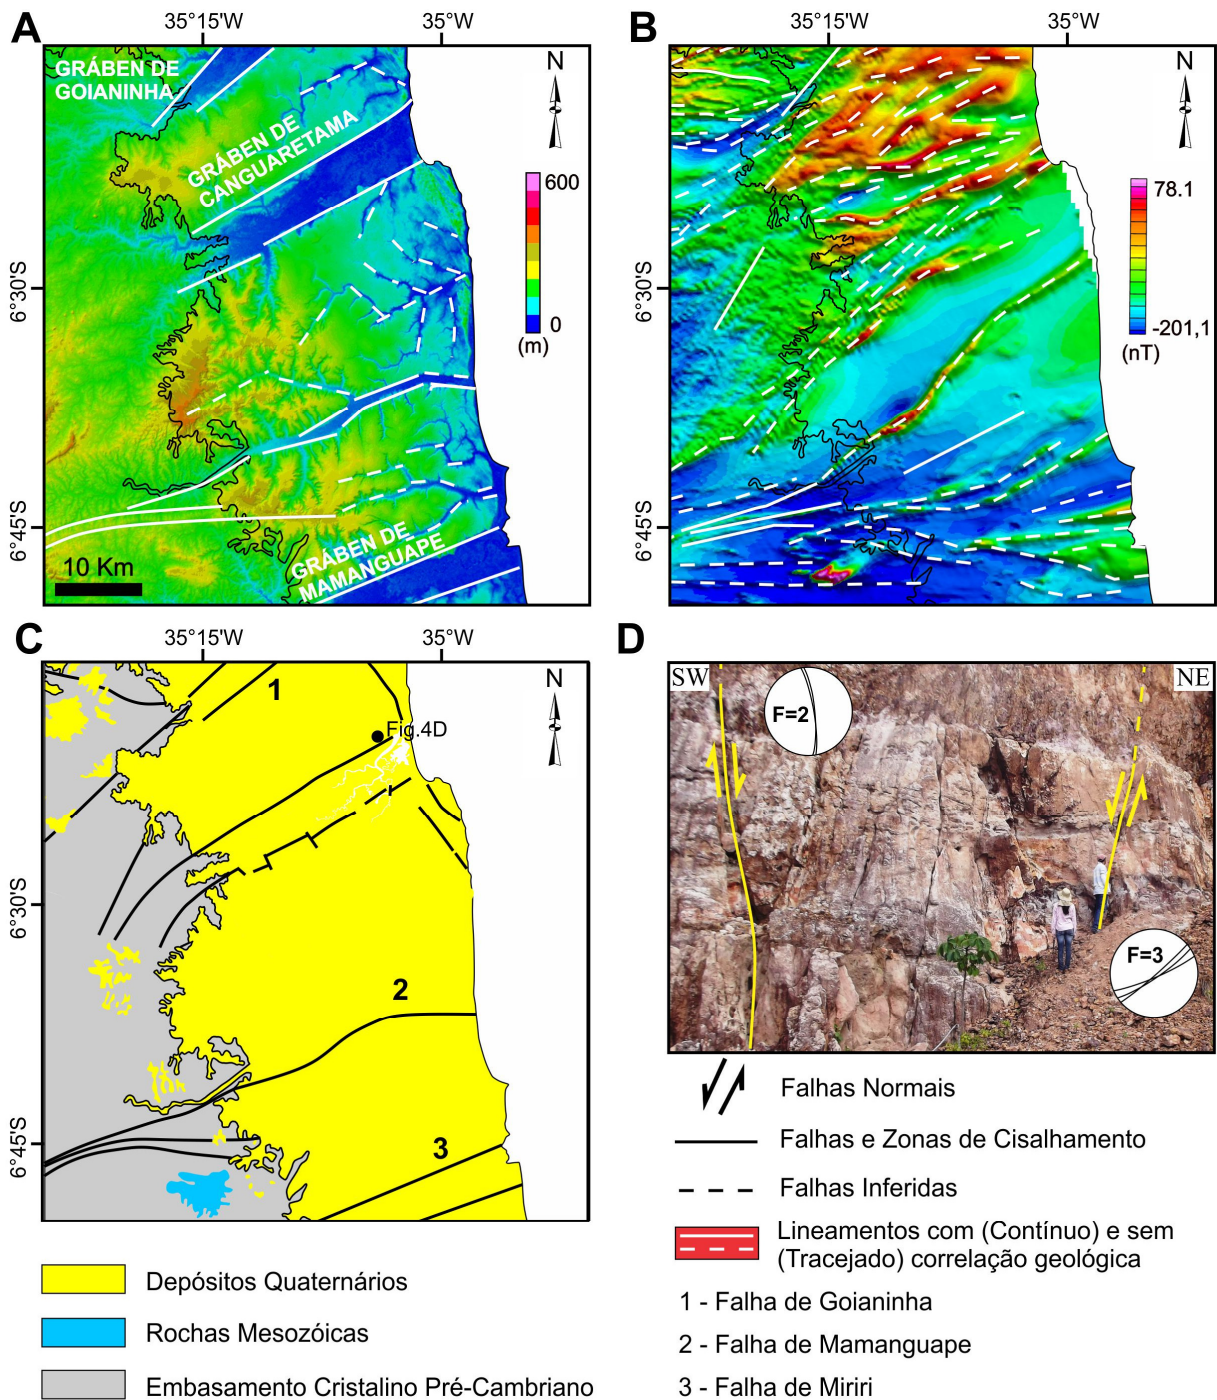 A
35°15'W
35°W
GRÁBEN DE
GOIANINHA
GRÁBEN DE
CANGUARETAMA
N
600
0
(m)
6°30'S
6°45'S
10 Km
GRÁBEN DE
MAMANGUAPE
B
35°15'W
35°W
N
78.1
-201,1
(nT)
6°30'S
6°45'S
C
35°15'W
35°W
1
N
Fig.4D
6°30'S
2
6°45'S
3
D
SW
NE
F=2
F=3
Falhas Normais
Falhas e Zonas de Cisalhamento
Falhas Inferidas
Lineamentos com (Contínuo) e sem
(Tracejado) correlação geológica
1 - Falha de Goianinha
2 - Falha de Mamanguape
3 - Falha de Miriri
Depósitos Quaternários
Rochas Mesozóicas
Embasamento Cristalino Pré-Cambriano